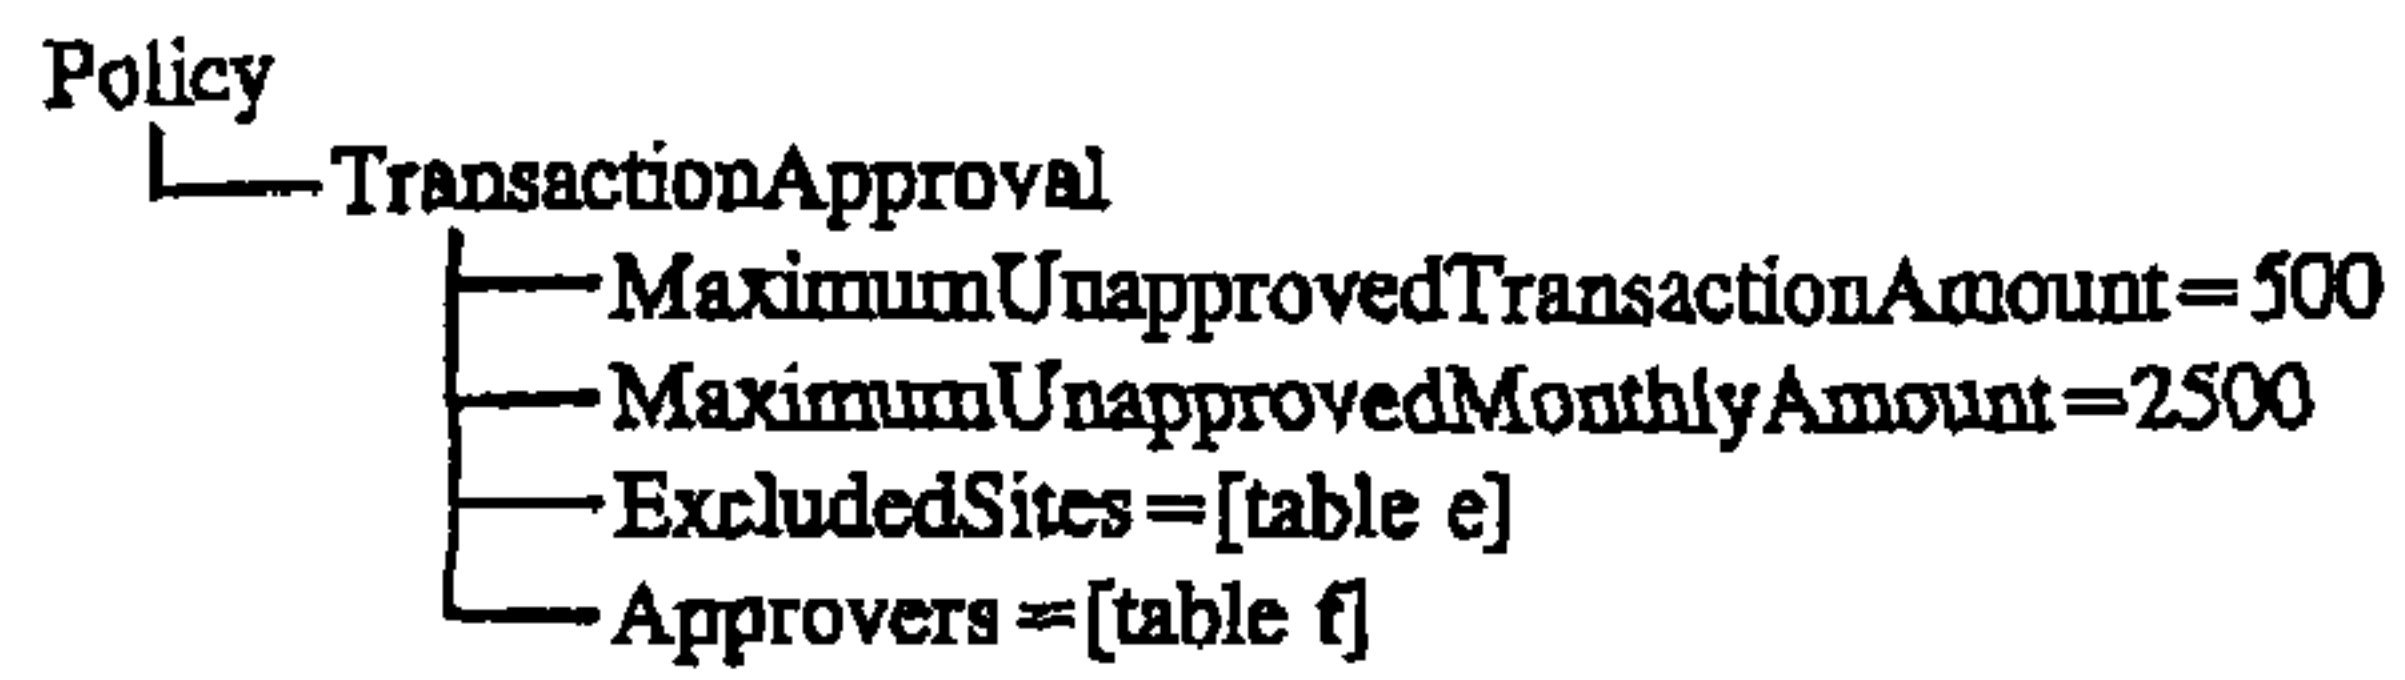 Policy
TransactionApproval
MaximumUnapprovedTransactionAmount=500
MaximumUnapprovedMonthlyAmount=2500
ExcludedSites=[table e]
Approvers=[table f]